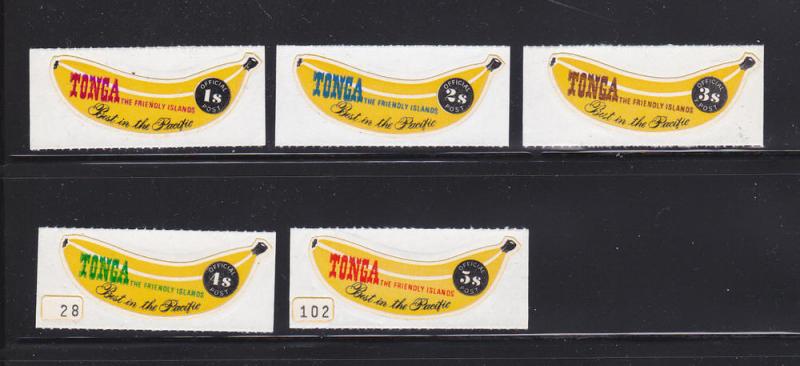 TONGA THE FRIENDLY ISLANDS
Best in the Pacific
OFFICIAL
1s
POST
TONGA THE FRIENDLY ISLANDS
Best in the Pacific
OFFICIAL
2s
POST
TONGA THE FRIENDLY ISLANDS
Best in the Pacific
OFFICIAL
3s
POST
TONGA THE FRIENDLY ISLANDS
Best in the Pacific
OFFICIAL
4s
POST
28
TONGA THE FRIENDLY ISLANDS
Best in the Pacific
OFFICIAL
5s
POST
102